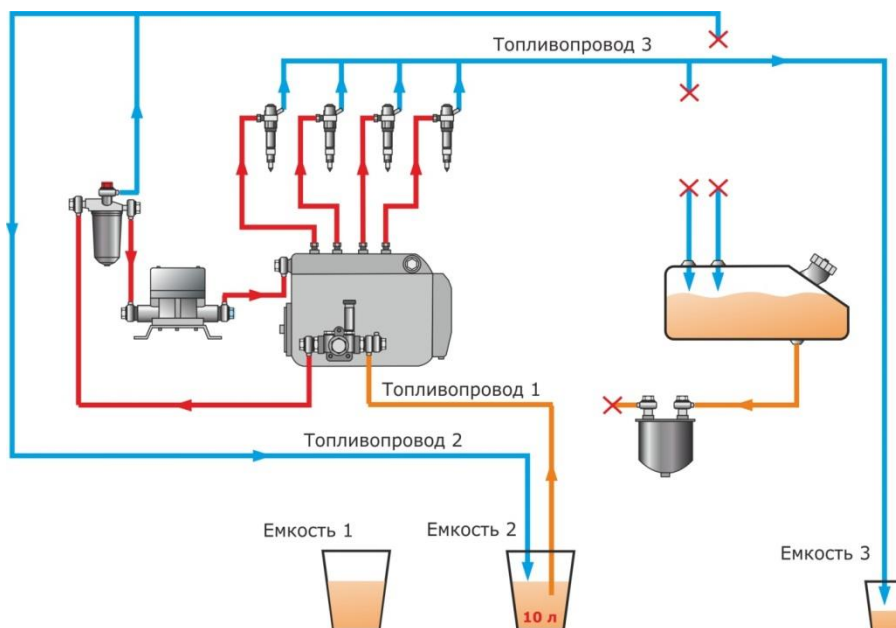 Топливопровод 3
Топливопровод 1
Топливопровод 2
Емкость 1
Емкость 2
Емкость 3
10 л